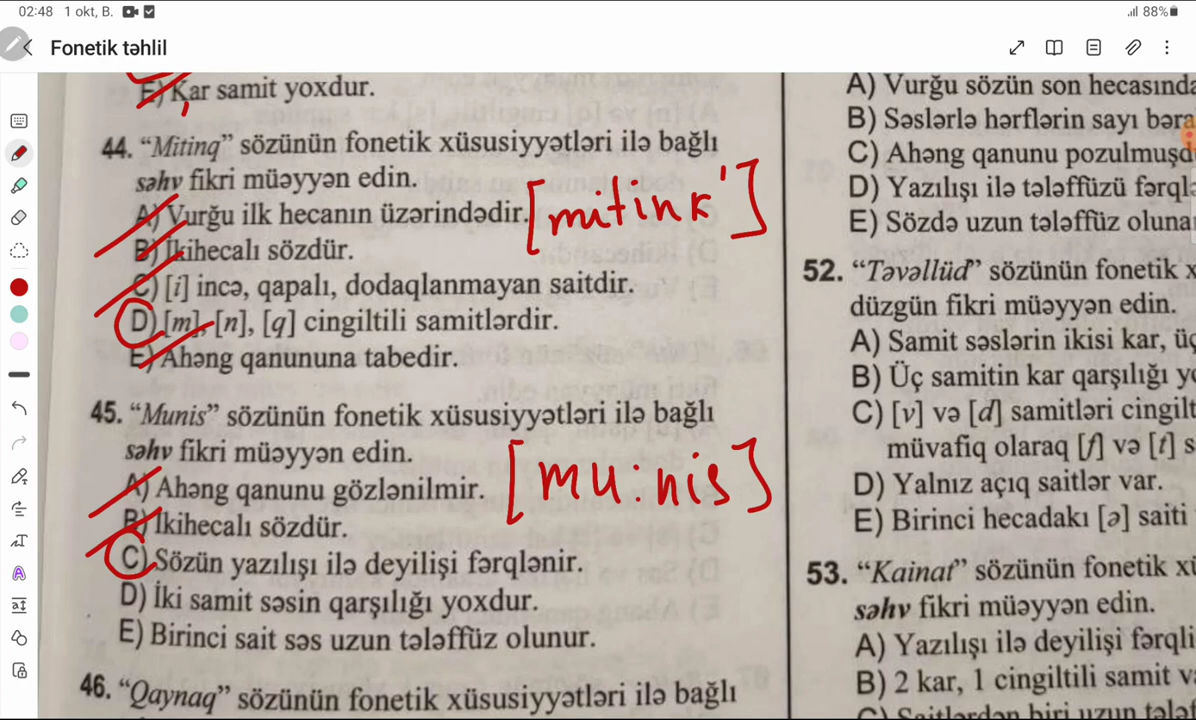 02:48 1 okt, B. 88%
Fonetik təhlil
E) Kar samit yoxdur.
44. “Mitinq” sözünün fonetik xüsusiyyətləri ilə bağlı
səhv fikri müəyyən edin.
A) Vurğu ilk hecanın üzərindədir.
[mitink']
B) İkihecalı sözdür.
C) [i] incə, qapalı, dodaqlanmayan saitdir.
D) [m], [n], [q] cingiltili samitlərdir.
E) Ahəng qanununa tabedir.
45. “Munis” sözünün fonetik xüsusiyyətləri ilə bağlı
səhv fikri müəyyən edin.
A) Ahəng qanunu gözlənilmir.
[mu:nis]
B) İkihecalı sözdür.
C) Sözün yazılışı ilə deyilişi fərqlənir.
D) İki samit səsin qarşılığı yoxdur.
E) Birinci sait səs uzun tələffüz olunur.
46. “Qaynaq” sözünün fonetik xüsusiyyətləri ilə bağlı
A) Vurğu sözün son hecasında
B) Səslərlə hərflərin sayı bəra
C) Ahəng qanunu pozulmuşd
D) Yazılışı ilə tələffüzü fərql
E) Sözdə uzun tələffüz oluna
52. “Təvəllüd” sözünün fonetik x
düzgün fikri müəyyən edin.
A) Samit səslərin ikisi kar, üç
B) Üç samitin kar qarşılığı y
C) [v] və [d] samitləri cingilt
müvafiq olaraq [f] və [t] s
D) Yalnız açıq saitlər var.
E) Birinci hecadakı [ə] saiti
53. “Kainat” sözünün fonetik xü
səhv fikri müəyyən edin.
A) Yazılışı ilə deyilişi fərqli
B) 2 kar, 1 cingiltili samit v
C) Saitlərdən biri uzun tələf